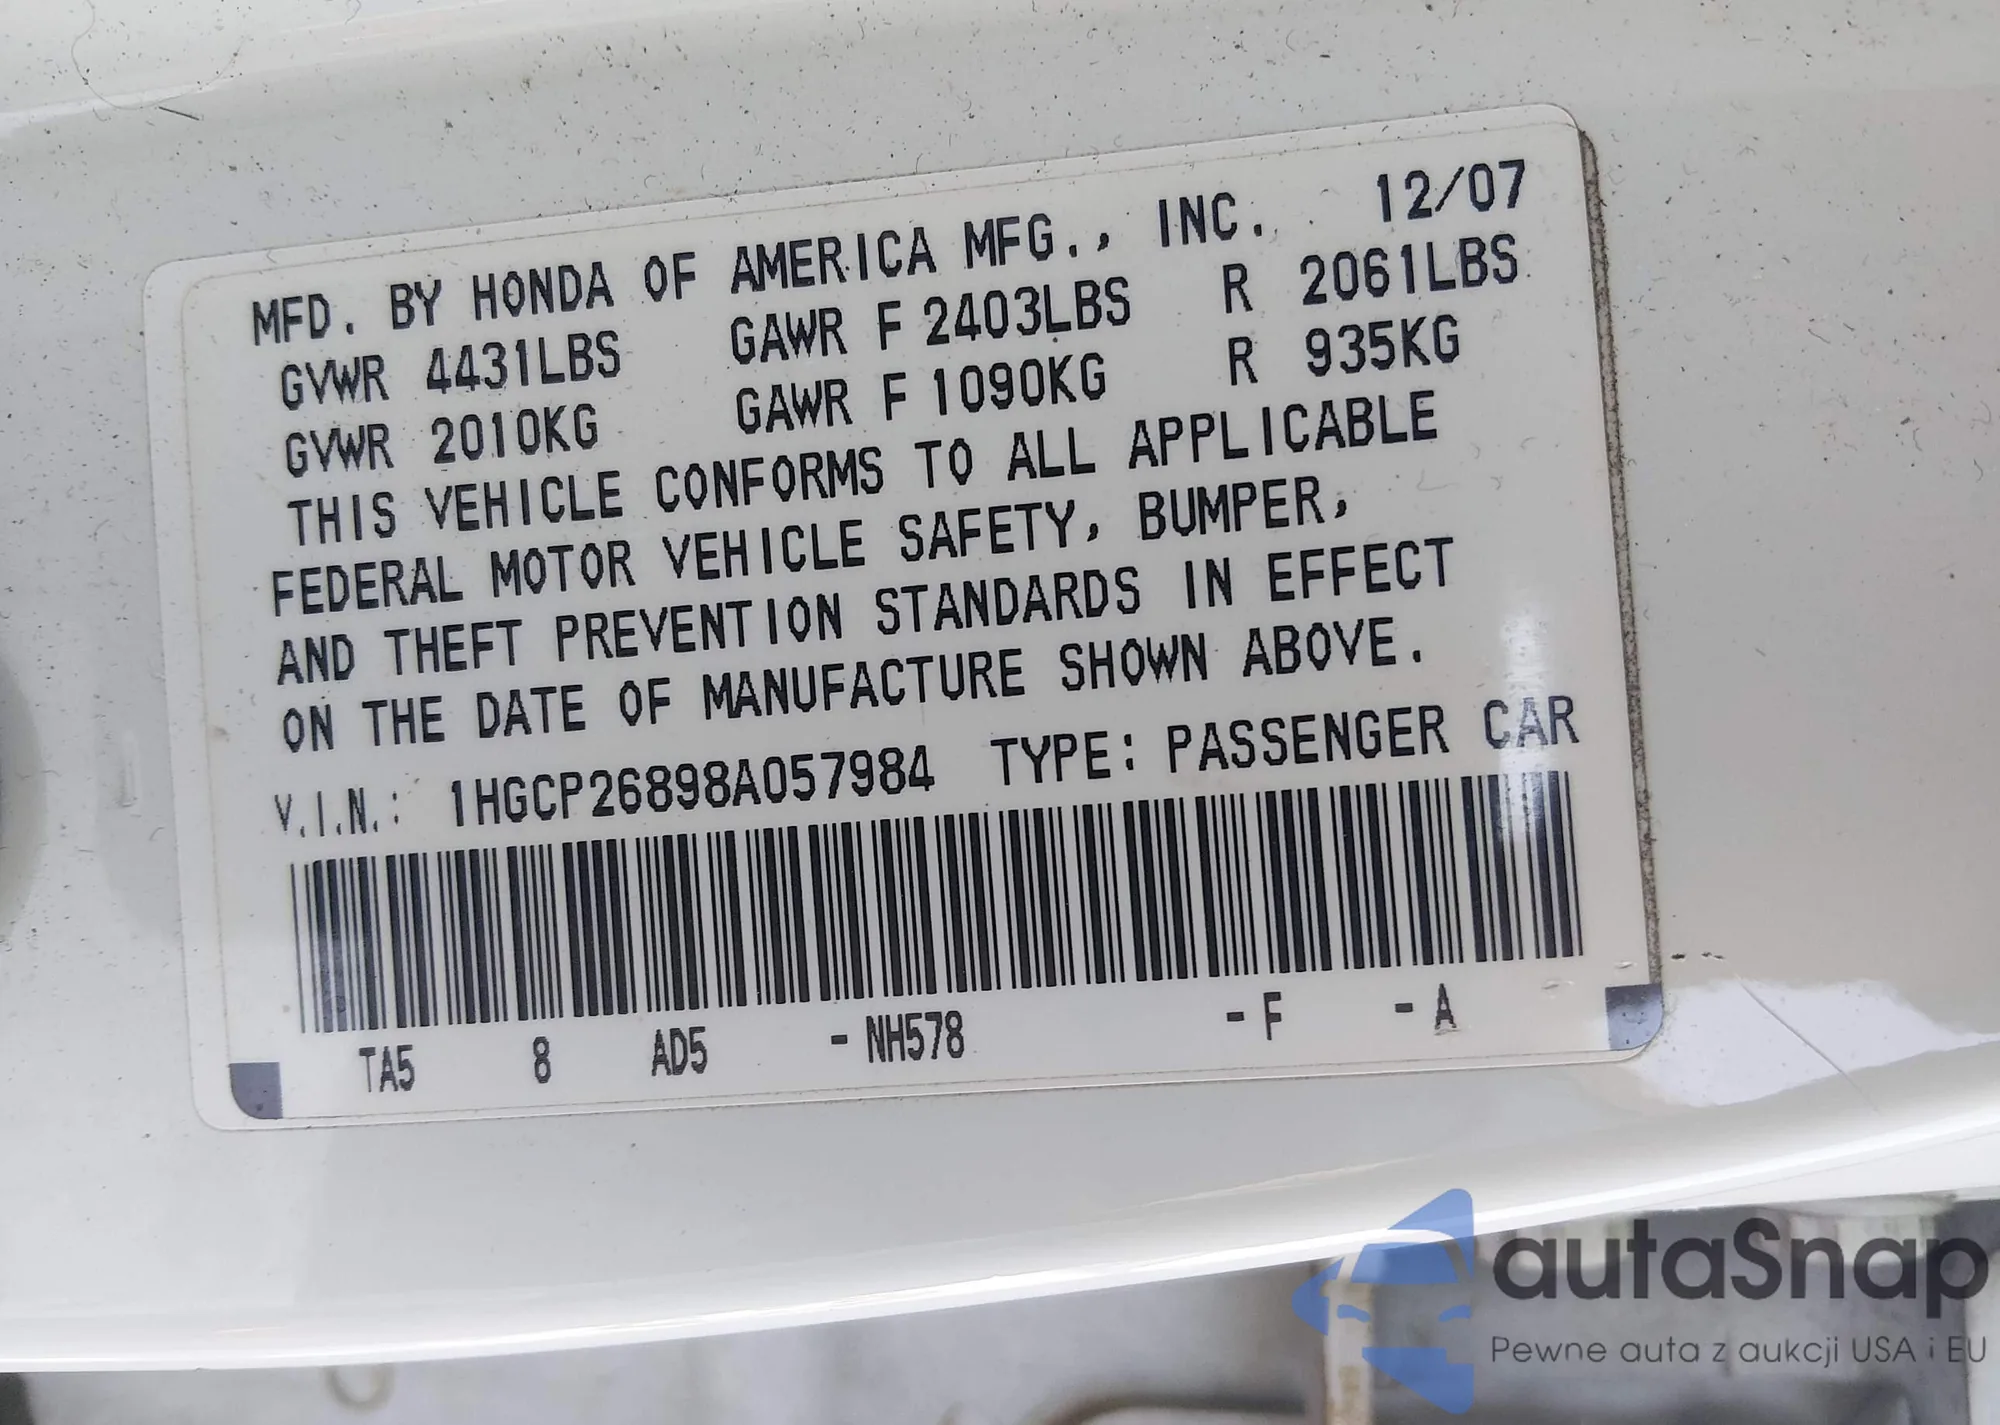 MFD. BY HONDA OF AMERICA MFG., INC. 12/07
GVWR 4431LBS GAWR F 2403LBS R 2061LBS
GVWR 2010KG GAWR F 1090KG R 935KG
THIS VEHICLE CONFORMS TO ALL APPLICABLE
FEDERAL MOTOR VEHICLE SAFETY, BUMPER,
AND THEFT PREVENTION STANDARDS IN EFFECT
ON THE DATE OF MANUFACTURE SHOWN ABOVE.
V.I.N.: 1HGCP26898A057984 TYPE: PASSENGER CAR
TA5 8 AD5 -NH578 -F -A
autaSnap
Pewne auta z aukcji USA i EU